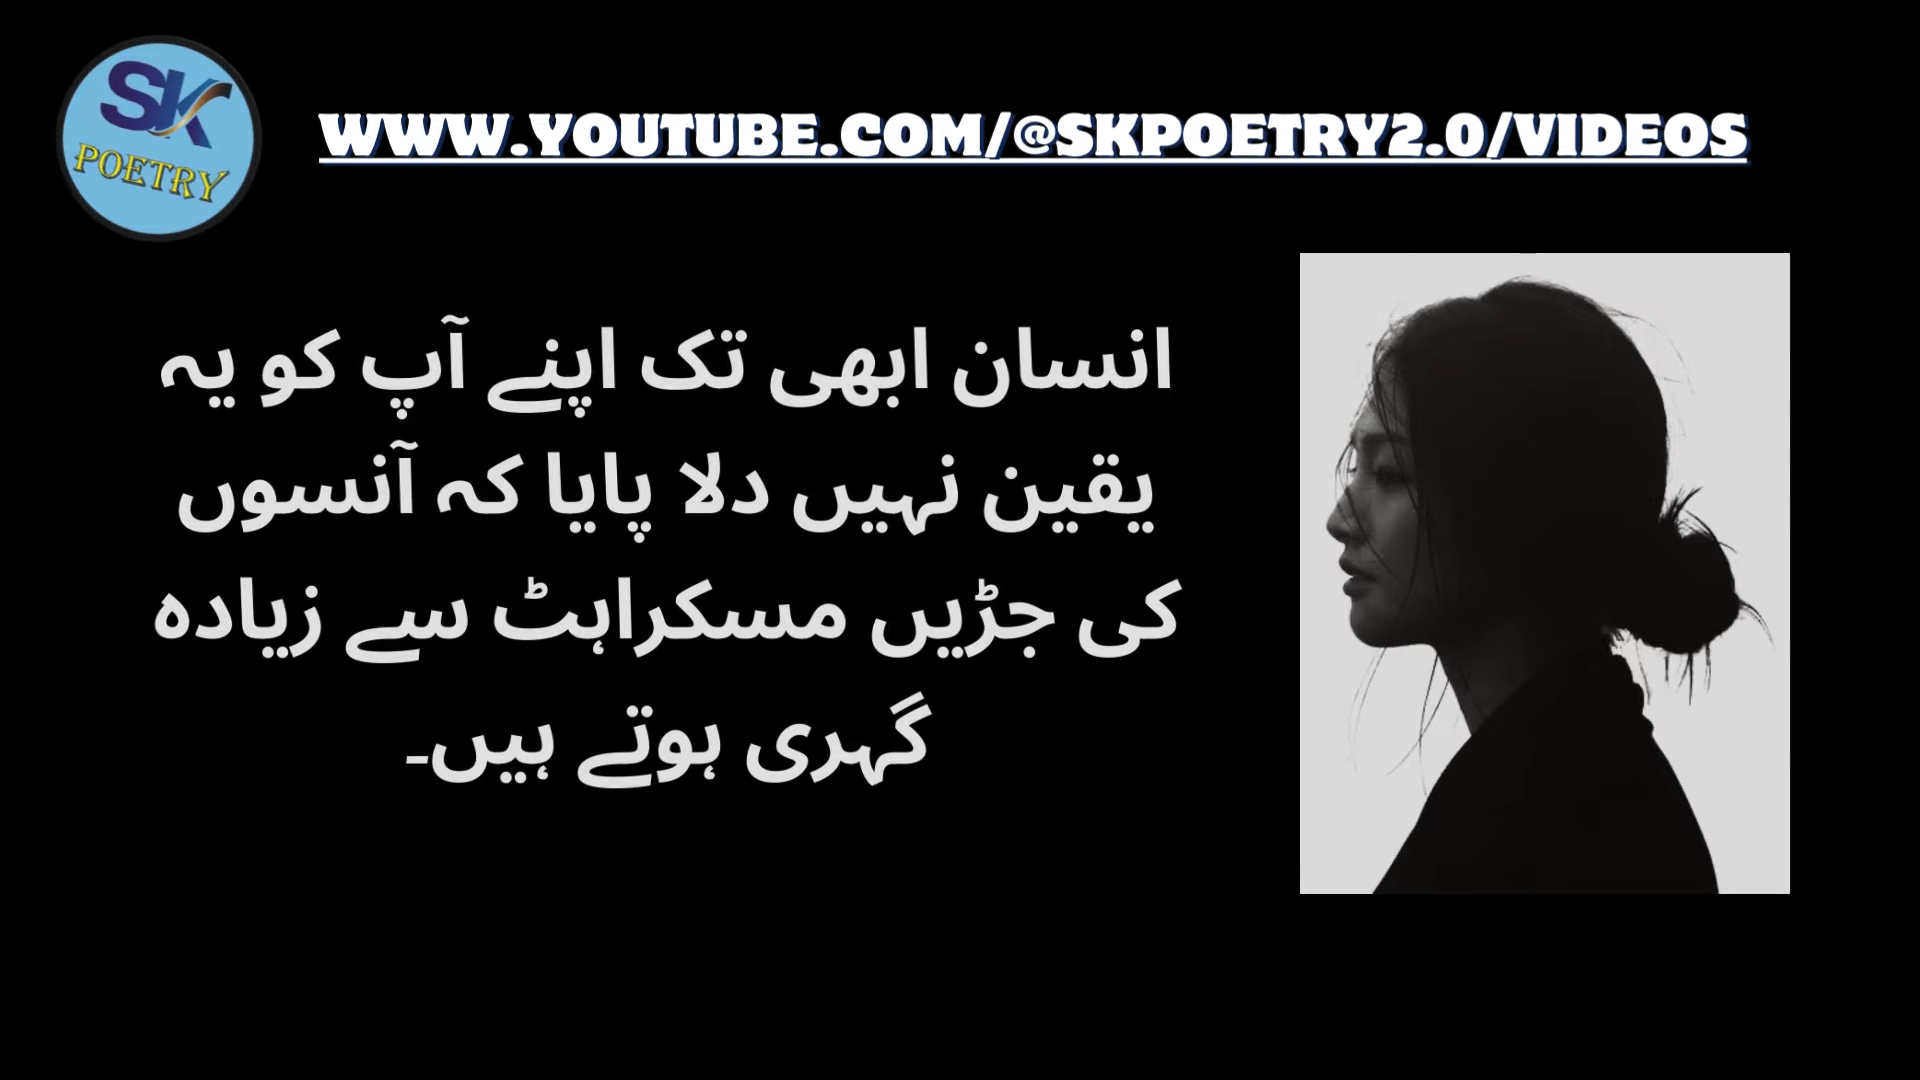 SK
POETRY
WWW.YOUTUBE.COM/@SKPOETRY2.0/VIDEOS
انسان ابھی تک اپنے آپ کو یہ
یقین نہیں دلا پایا کہ آنسوں
کی جڑیں مسکراہٹ سے زیادہ
گہری ہوتے ہیں۔